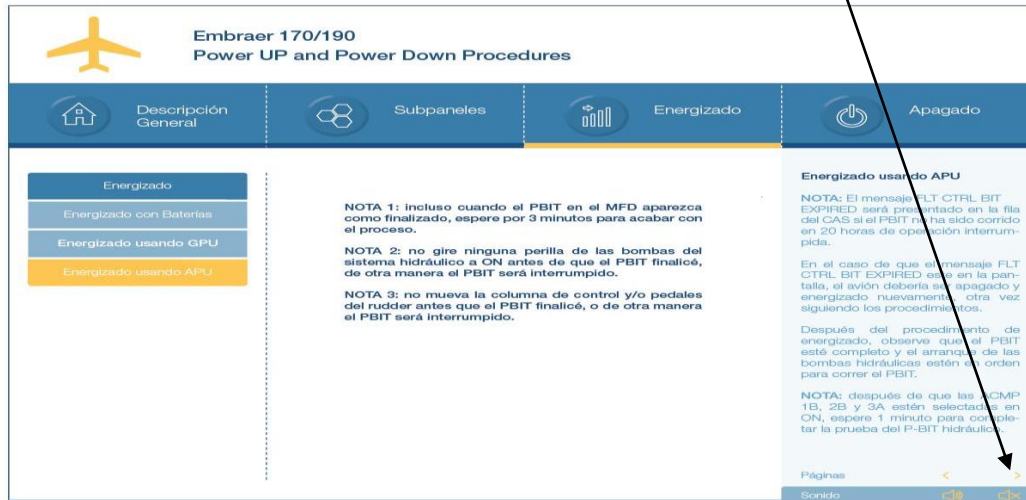 Embraer 170/190
Power UP and Power Down Procedures
Descripción
General
Subpaneles
Energizado
Apagado
Energizado
Energizado con Baterías
Energizado usando GPU
Energizado usando APU
NOTA 1: incluso cuando el PBIT en el MFD aparezca
como finalizado, espere por 3 minutos para acabar con
el proceso.
NOTA 2: no gire ninguna perilla de las bombas del
sistema hidráulico a ON antes de que el PBIT finalicé,
de otra manera el PBIT será interrumpido.
NOTA 3: no mueva la columna de control y/o pedales
del rudder antes que el PBIT finalicé, o de otra manera
el PBIT será interrumpido.
Energizado usando APU
NOTA: El mensaje FLT CTRL BIT
EXPIRED será presentado en la fila
del CAS si el PBIT no ha sido corrido
en 20 horas de operación interrum-
pida.
En el caso de que el mensaje FLT
CTRL BIT EXPIRED este en la pan-
talla, el avión debería ser apagado y
energizado nuevamente, otra vez
siguiendo los procedimientos.
Después del procedimiento de
energizado, observe que el PBIT
esté completo y el arranque de las
bombas hidráulicas estén en orden
para correr el PBIT.
NOTA: después de que las ACMP
1B, 2B y 3A estén selectadas en
ON, espere 1 minuto para comple-
tar la prueba del P-BIT hidráulico.
Páginas < >
Sonido